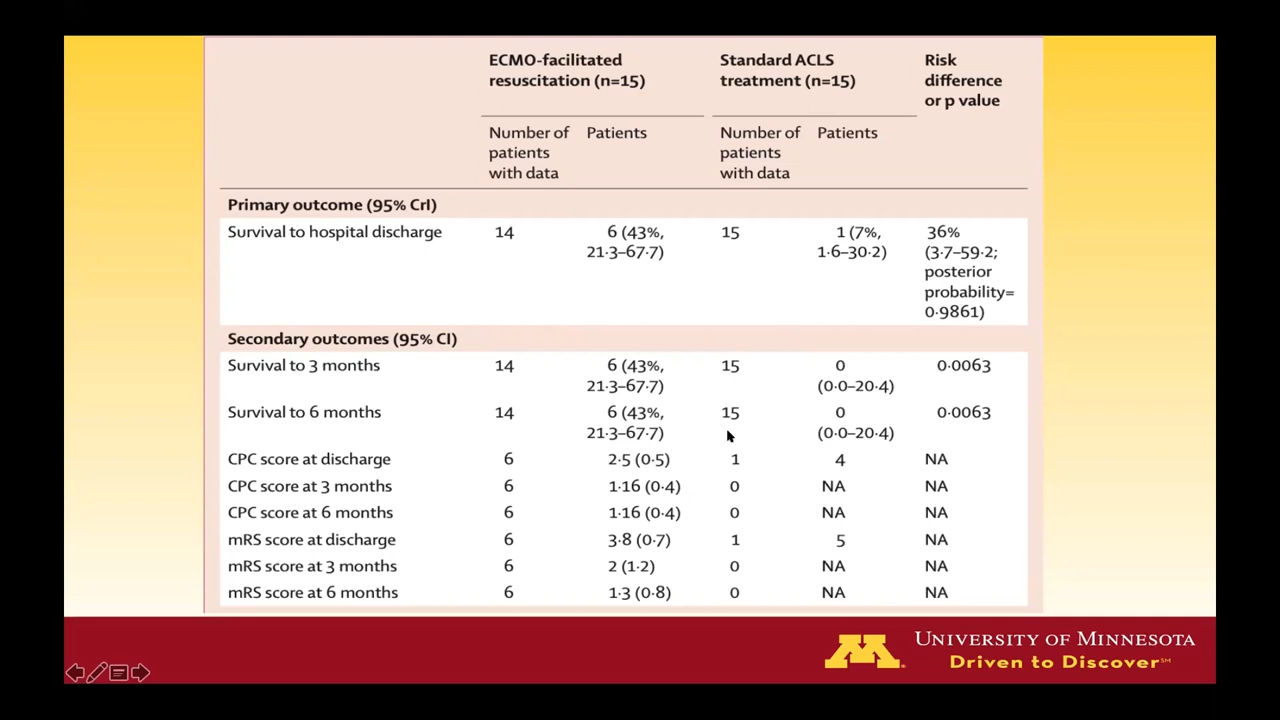 ECMO-facilitated resuscitation (n=15) Standard ACLS treatment (n=15) Risk difference or p value
Number of patients with data Patients Number of patients with data Patients
Primary outcome (95% CrI)
Survival to hospital discharge 14 6 (43%, 21·3–67·7) 15 1 (7%, 1·6–30·2) 36% (3·7–59·2; posterior probability= 0·9861)
Secondary outcomes (95% CI)
Survival to 3 months 14 6 (43%, 21·3–67·7) 15 0 (0·0–20·4) 0·0063
Survival to 6 months 14 6 (43%, 21·3–67·7) 15 0 (0·0–20·4) 0·0063
CPC score at discharge 6 2·5 (0·5) 1 4 NA
CPC score at 3 months 6 1·16 (0·4) 0 NA NA
CPC score at 6 months 6 1·16 (0·4) 0 NA NA
mRS score at discharge 6 3·8 (0·7) 1 5 NA
mRS score at 3 months 6 2 (1·2) 0 NA NA
mRS score at 6 months 6 1·3 (0·8) 0 NA NA
M
UNIVERSITY OF MINNESOTA
Driven to Discover℠